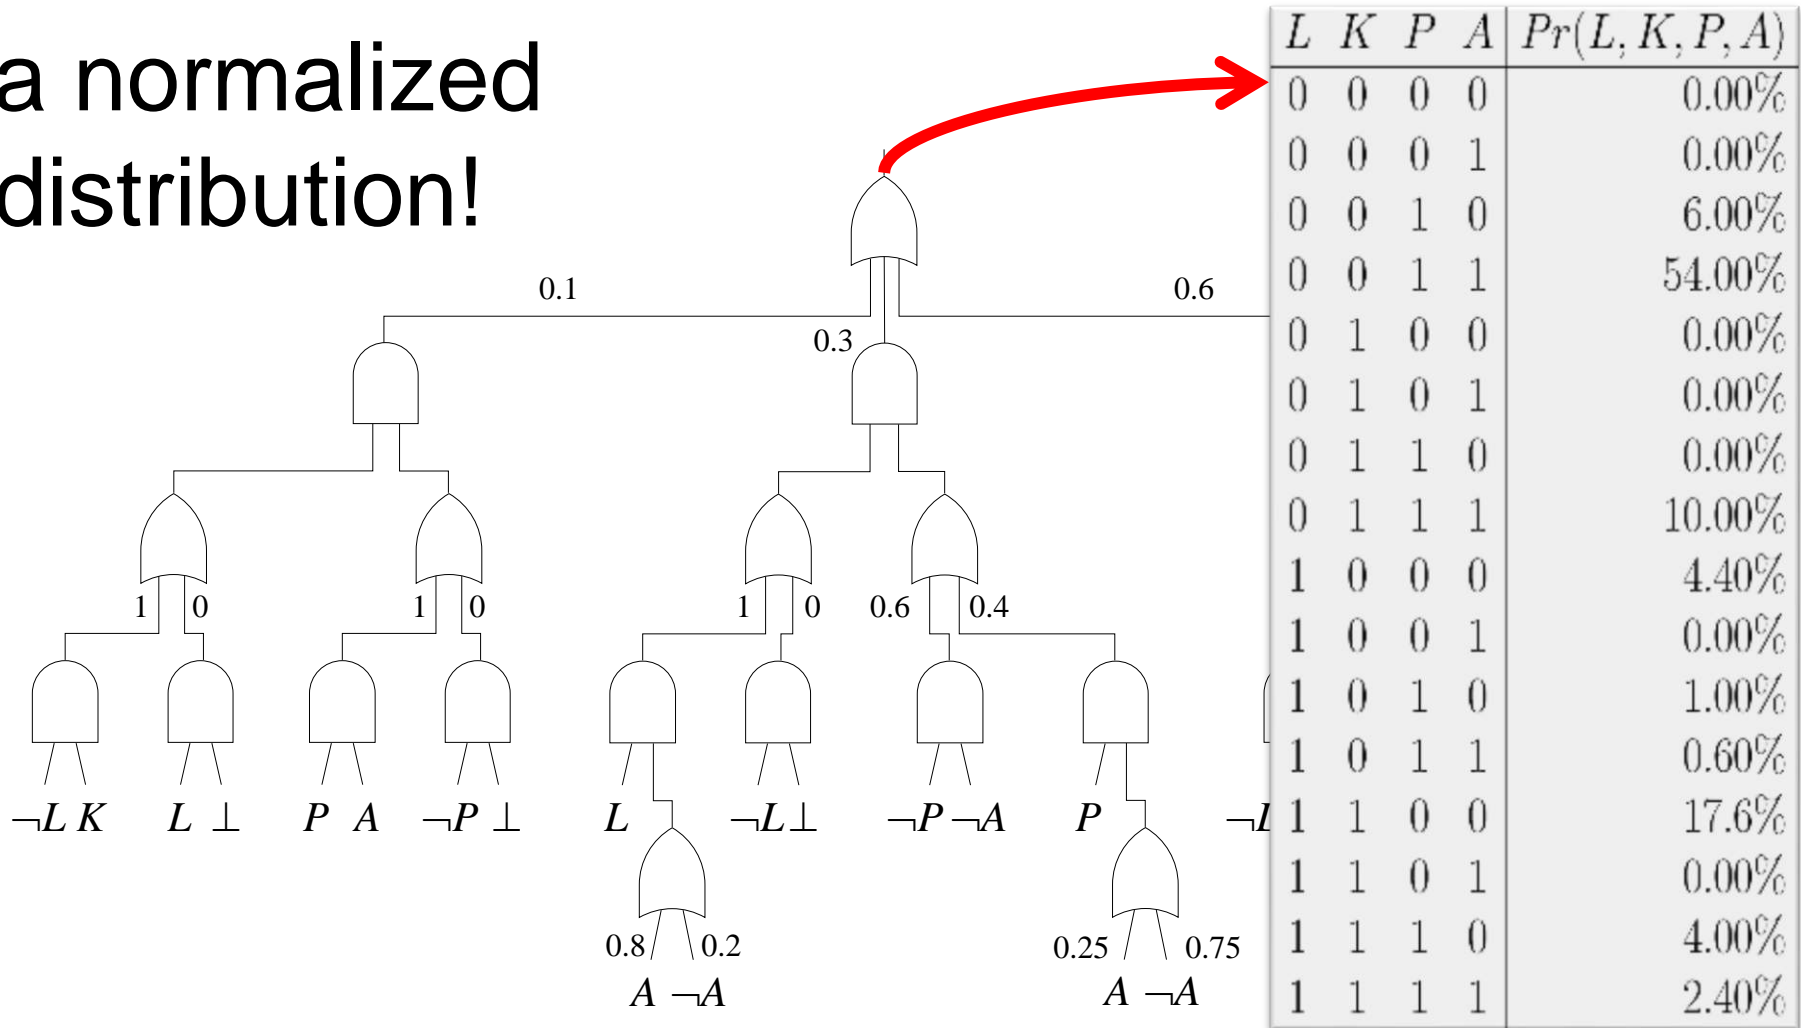 a normalized
distribution!
0.1
0.6
0.3
1 0
1 0
1 0
0.6 0.4
¬L K L ⊥ P A ¬P ⊥ L ¬L⊥ ¬P ¬A P ¬L
0.8 0.2
0.25 0.75
A ¬A
A ¬A
L K P A Pr(L, K, P, A)
0 0 0 0 0.00%
0 0 0 1 0.00%
0 0 1 0 6.00%
0 0 1 1 54.00%
0 1 0 0 0.00%
0 1 0 1 0.00%
0 1 1 0 0.00%
0 1 1 1 10.00%
1 0 0 0 4.40%
1 0 0 1 0.00%
1 0 1 0 1.00%
1 0 1 1 0.60%
1 1 0 0 17.6%
1 1 0 1 0.00%
1 1 1 0 4.00%
1 1 1 1 2.40%